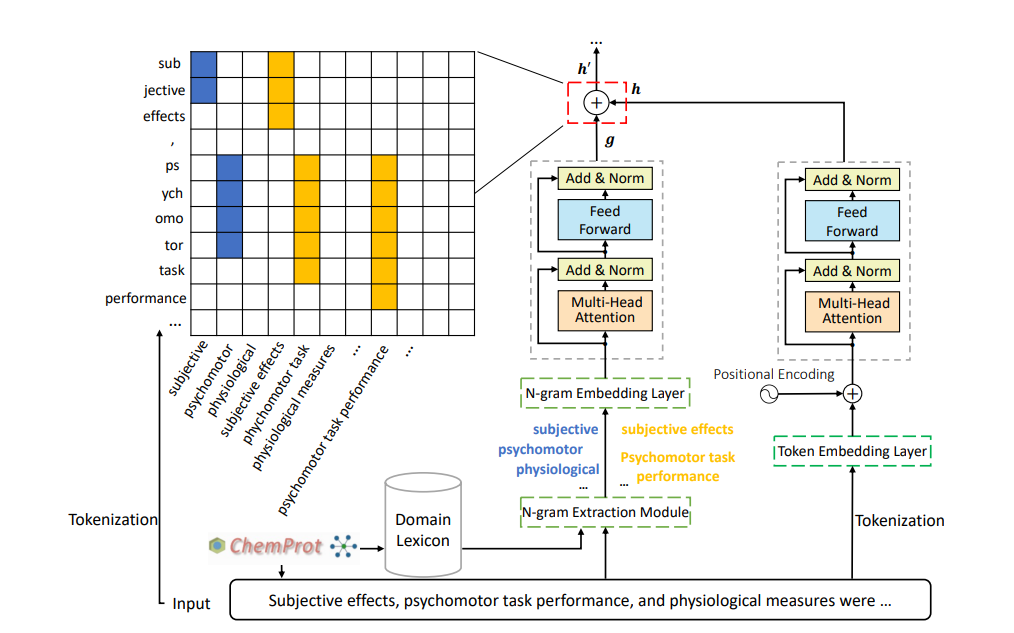 sub
jective
effects
,
ps
ych
omo
tor
task
performance
...
subjective
psychomotor
physiological
subjective effects
phychomotor task
physiological measures
...
psychomotor task performance
...
...
h′
h
+
g
Add & Norm
Feed
Forward
Add & Norm
Multi-Head
Attention
Add & Norm
Feed
Forward
Add & Norm
Multi-Head
Attention
Positional Encoding
+
N-gram Embedding Layer
subjective
psychomotor
physiological
...
subjective effects
Psychomotor task
performance
...
Token Embedding Layer
N-gram Extraction Module
Tokenization
Tokenization
ChemProt
Domain
Lexicon
Input
Subjective effects, psychomotor task performance, and physiological measures were ...